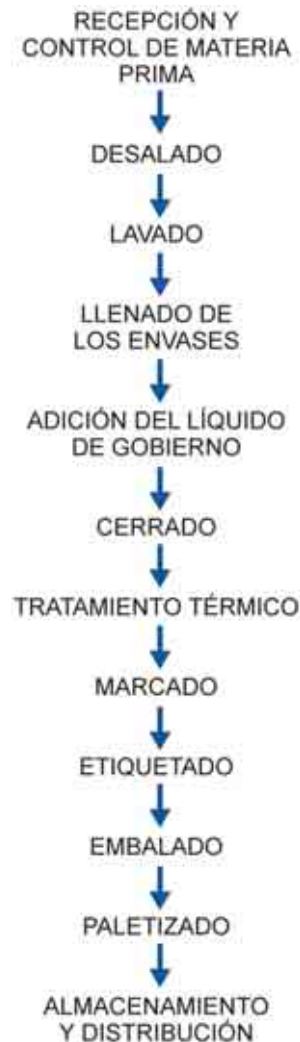 RECEPCIÓN Y
CONTROL DE MATERIA
PRIMA
DESALADO
LAVADO
LLENADO DE
LOS ENVASES
ADICIÓN DEL LÍQUIDO
DE GOBIERNO
CERRADO
TRATAMIENTO TÉRMICO
MARCADO
ETIQUETADO
EMBALADO
PALETIZADO
ALMACENAMIENTO
Y DISTRIBUCIÓN